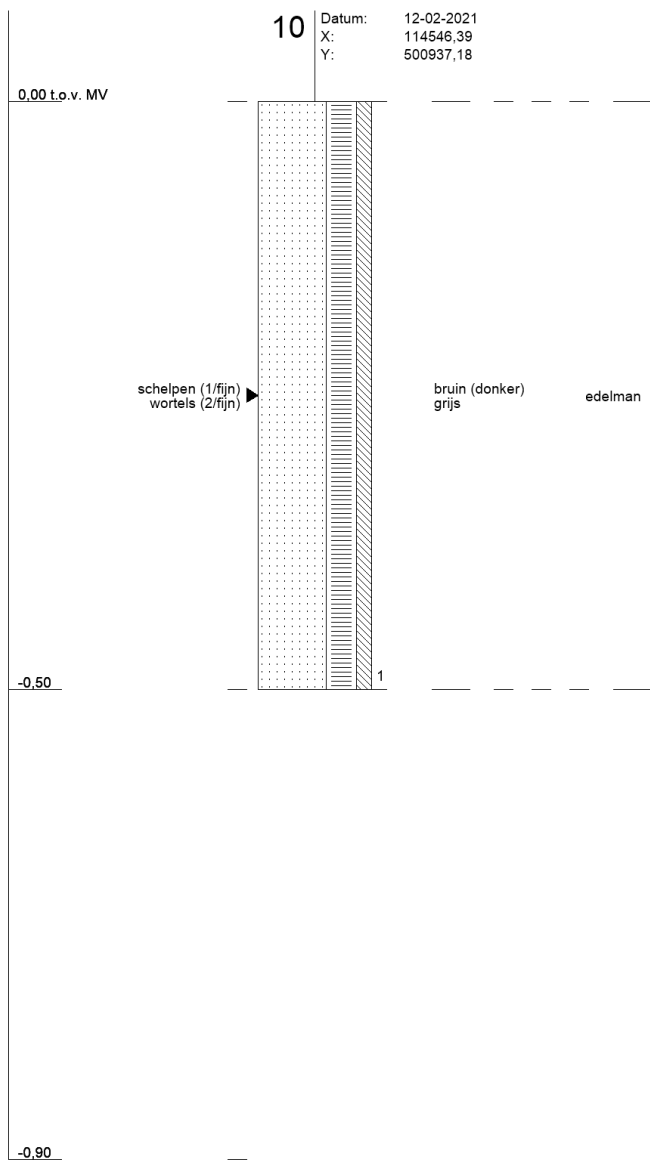 10
Datum: 12-02-2021
X: 114546,39
Y: 500937,18
0,00 t.o.v. MV
schelpen (1/fijn)
wortels (2/fijn)
bruin (donker)
grijs
edelman
1
-0,50
-0,90